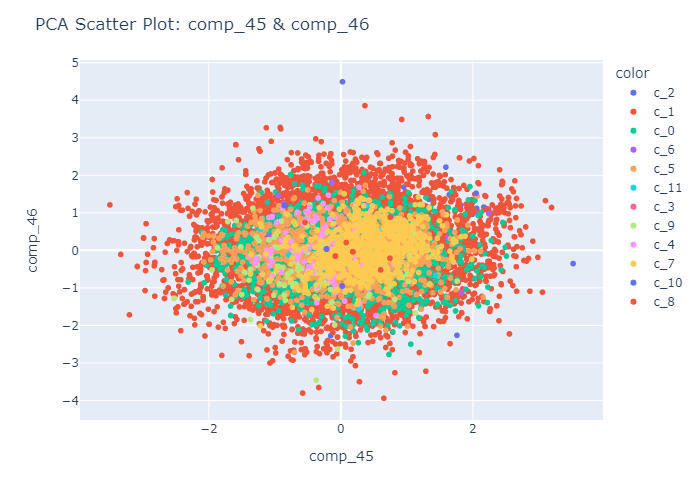 PCA Scatter Plot: comp_45 & comp_46
color
c_2
c_1
c_0
c_6
c_5
c_11
c_3
c_9
c_4
c_7
c_10
c_8
5
4
3
2
1
0
−1
−2
−3
−4
comp_46
−2
0
2
comp_45